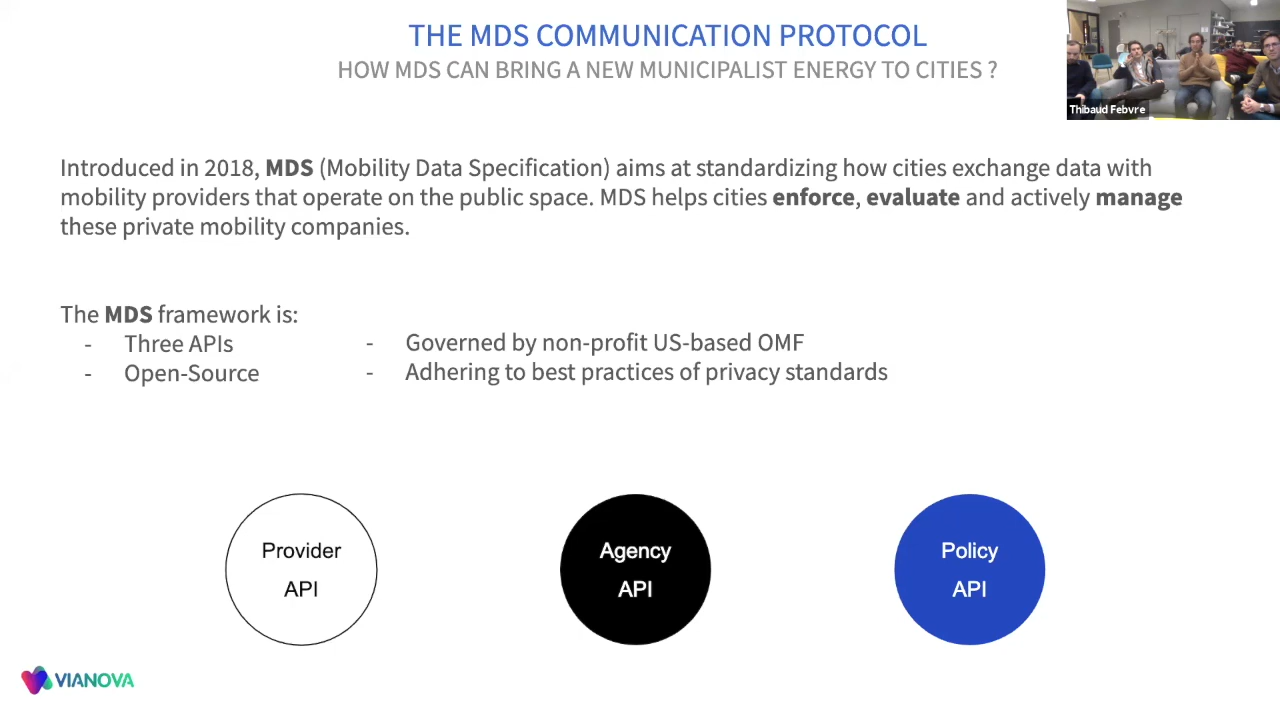 THE MDS COMMUNICATION PROTOCOL
HOW MDS CAN BRING A NEW MUNICIPALIST ENERGY TO CITIES ?
Thibaud Febvre
Introduced in 2018, MDS (Mobility Data Specification) aims at standardizing how cities exchange data with
mobility providers that operate on the public space. MDS helps cities enforce, evaluate and actively manage
these private mobility companies.
The MDS framework is:
- Three APIs
- Open-Source
- Governed by non-profit US-based OMF
- Adhering to best practices of privacy standards
Provider
API
Agency
API
Policy
API
VIANOVA